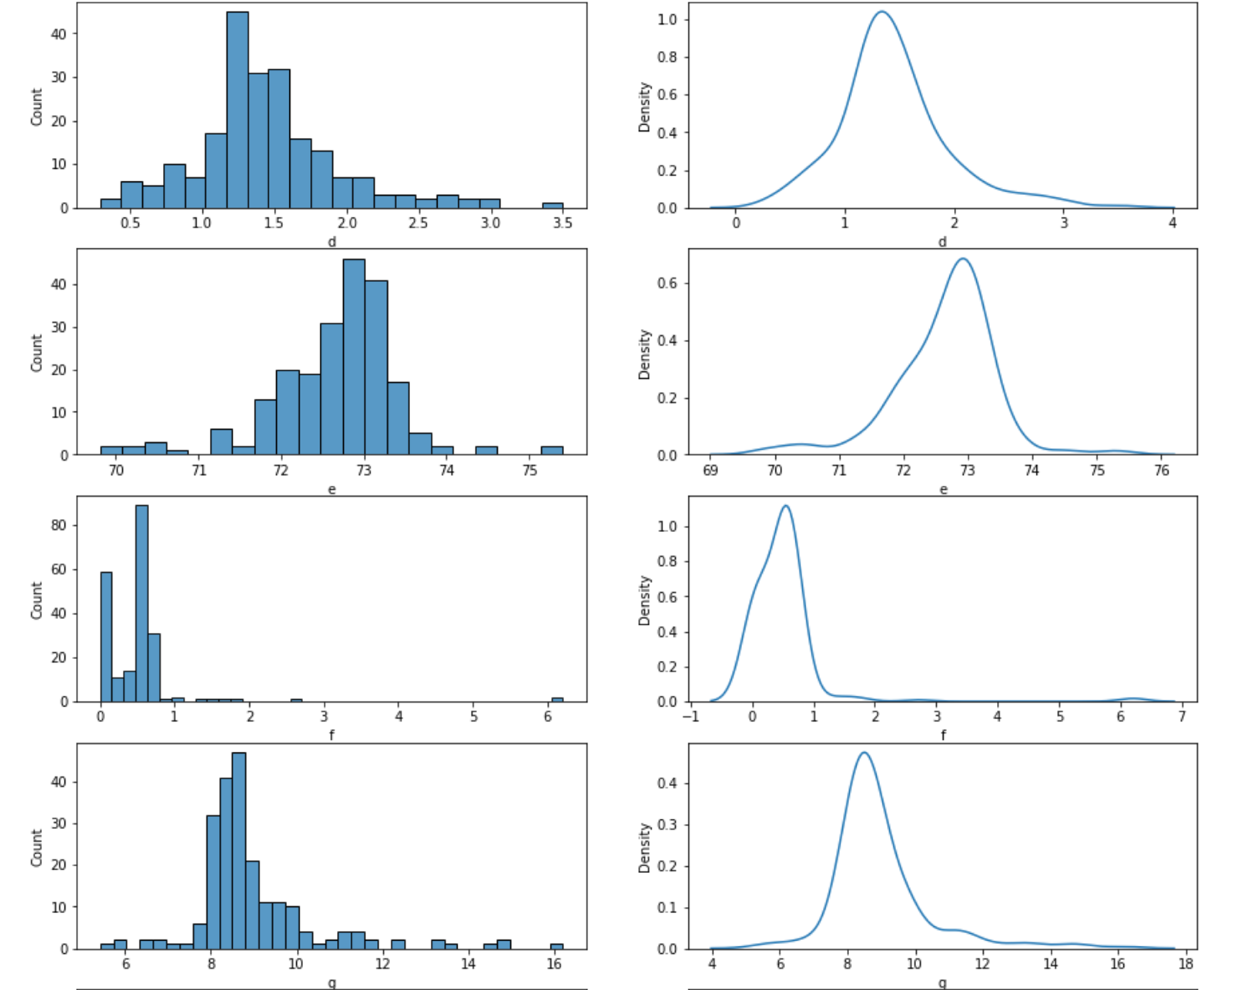 40
30
20
10
0
Count
0.5 1.0 1.5 2.0 2.5 3.0 3.5
d
1.0
0.8
0.6
0.4
0.2
0.0
Density
0 1 2 3 4
d
40
30
20
10
0
Count
70 71 72 73 74 75
e
0.6
0.4
0.2
0.0
Density
69 70 71 72 73 74 75 76
e
80
60
40
20
0
Count
0 1 2 3 4 5 6
f
1.0
0.8
0.6
0.4
0.2
0.0
Density
−1 0 1 2 3 4 5 6 7
f
40
30
20
10
0
Count
6 8 10 12 14 16
g
0.4
0.3
0.2
0.1
0.0
Density
4 6 8 10 12 14 16 18
g